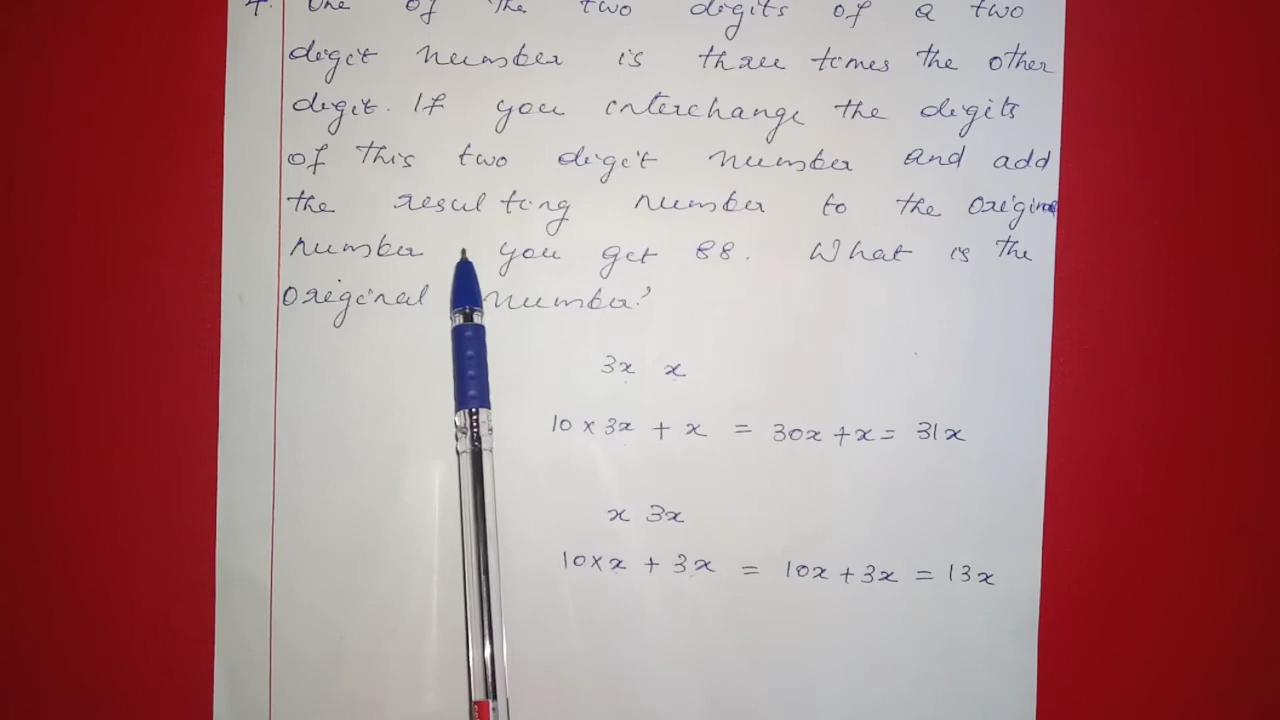 4. One of the two digits of a two
digit number is three times the other
digit. If you interchange the digits
of this two digit number and add
the resulting number to the original
number you get 88. What is the
original number?
3x x
10 x 3x + x = 30x + x = 31x
x 3x
10 x x + 3x = 10x + 3x = 13x